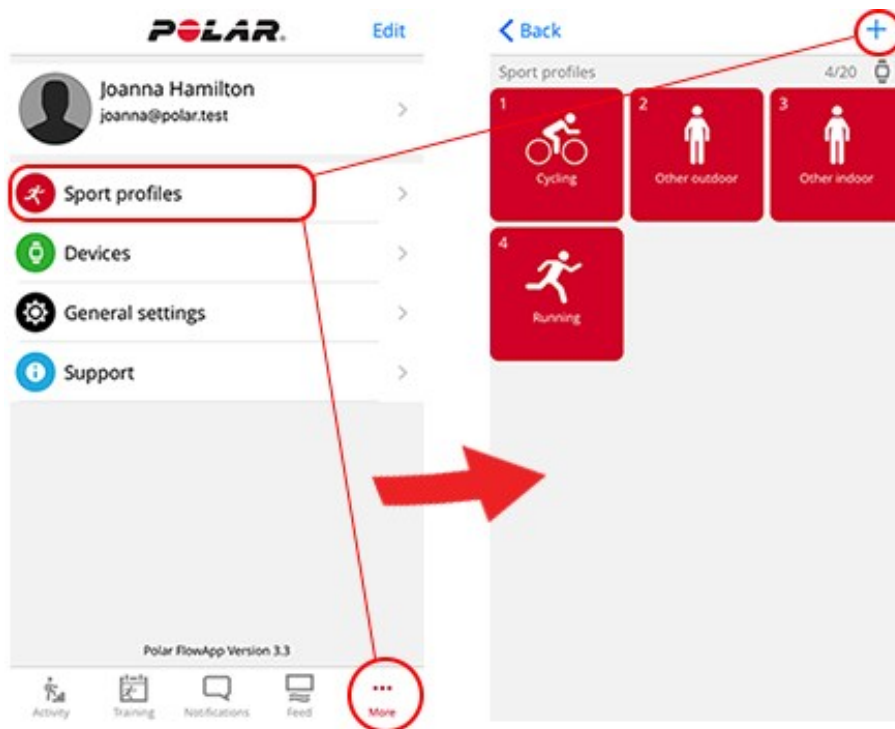 POLAR.
Edit
Joanna Hamilton
joanna@polar.test
Sport profiles
Devices
General settings
Support
Polar FlowApp Version 3.3
Activity
Training
Notifications
Feed
More
Back
Sport profiles
4/20
1
Cycling
2
Other outdoor
3
Other indoor
4
Running